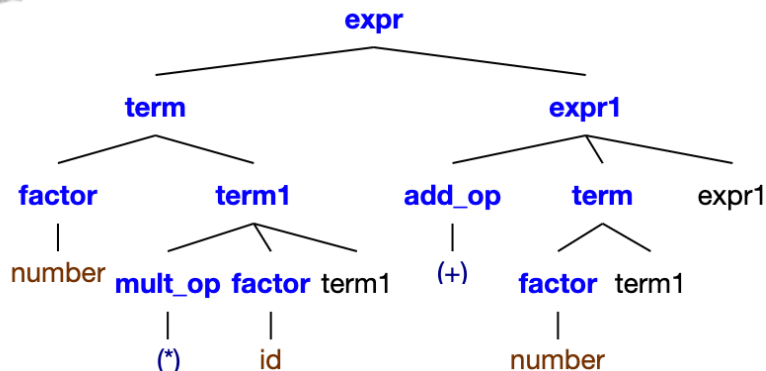 expr
term expr1
factor term1 add_op term expr1
number mult_op factor term1 (+) factor term1
(*) id number